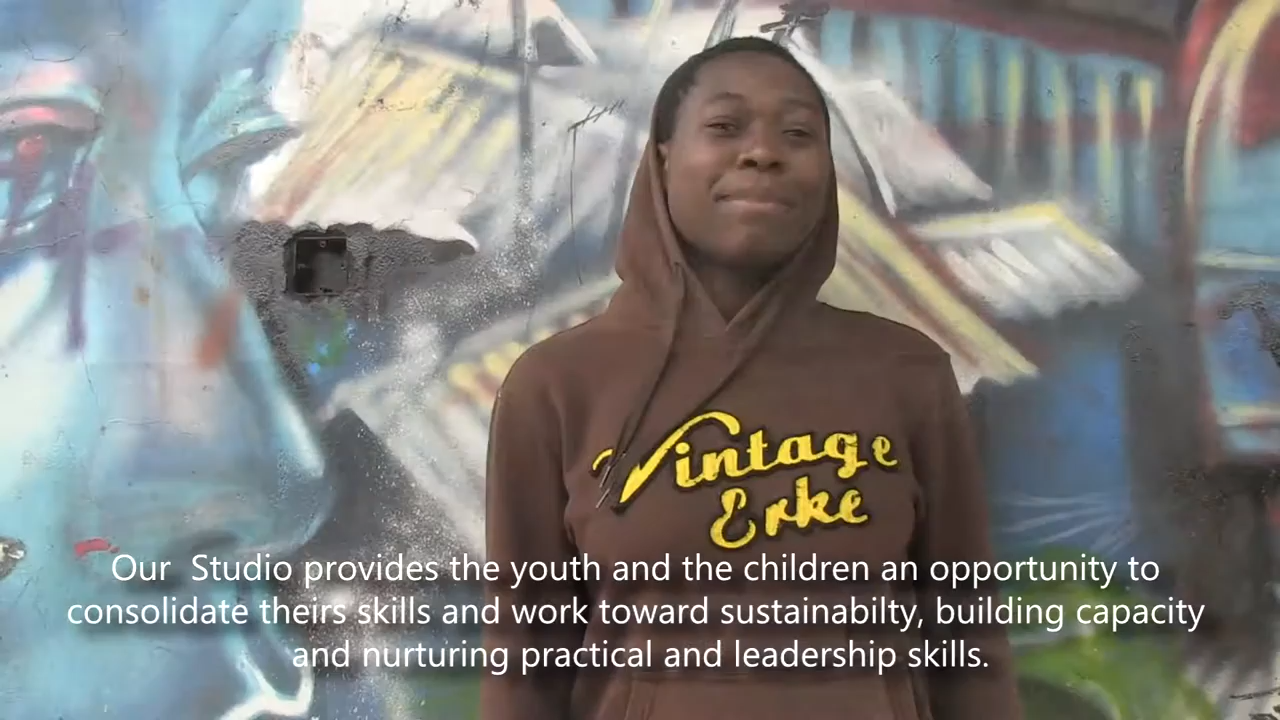 Vintage
Erke
Our  Studio provides the youth and the children an opportunity to
consolidate theirs skills and work toward sustainabilty, building capacity
and nurturing practical and leadership skills.